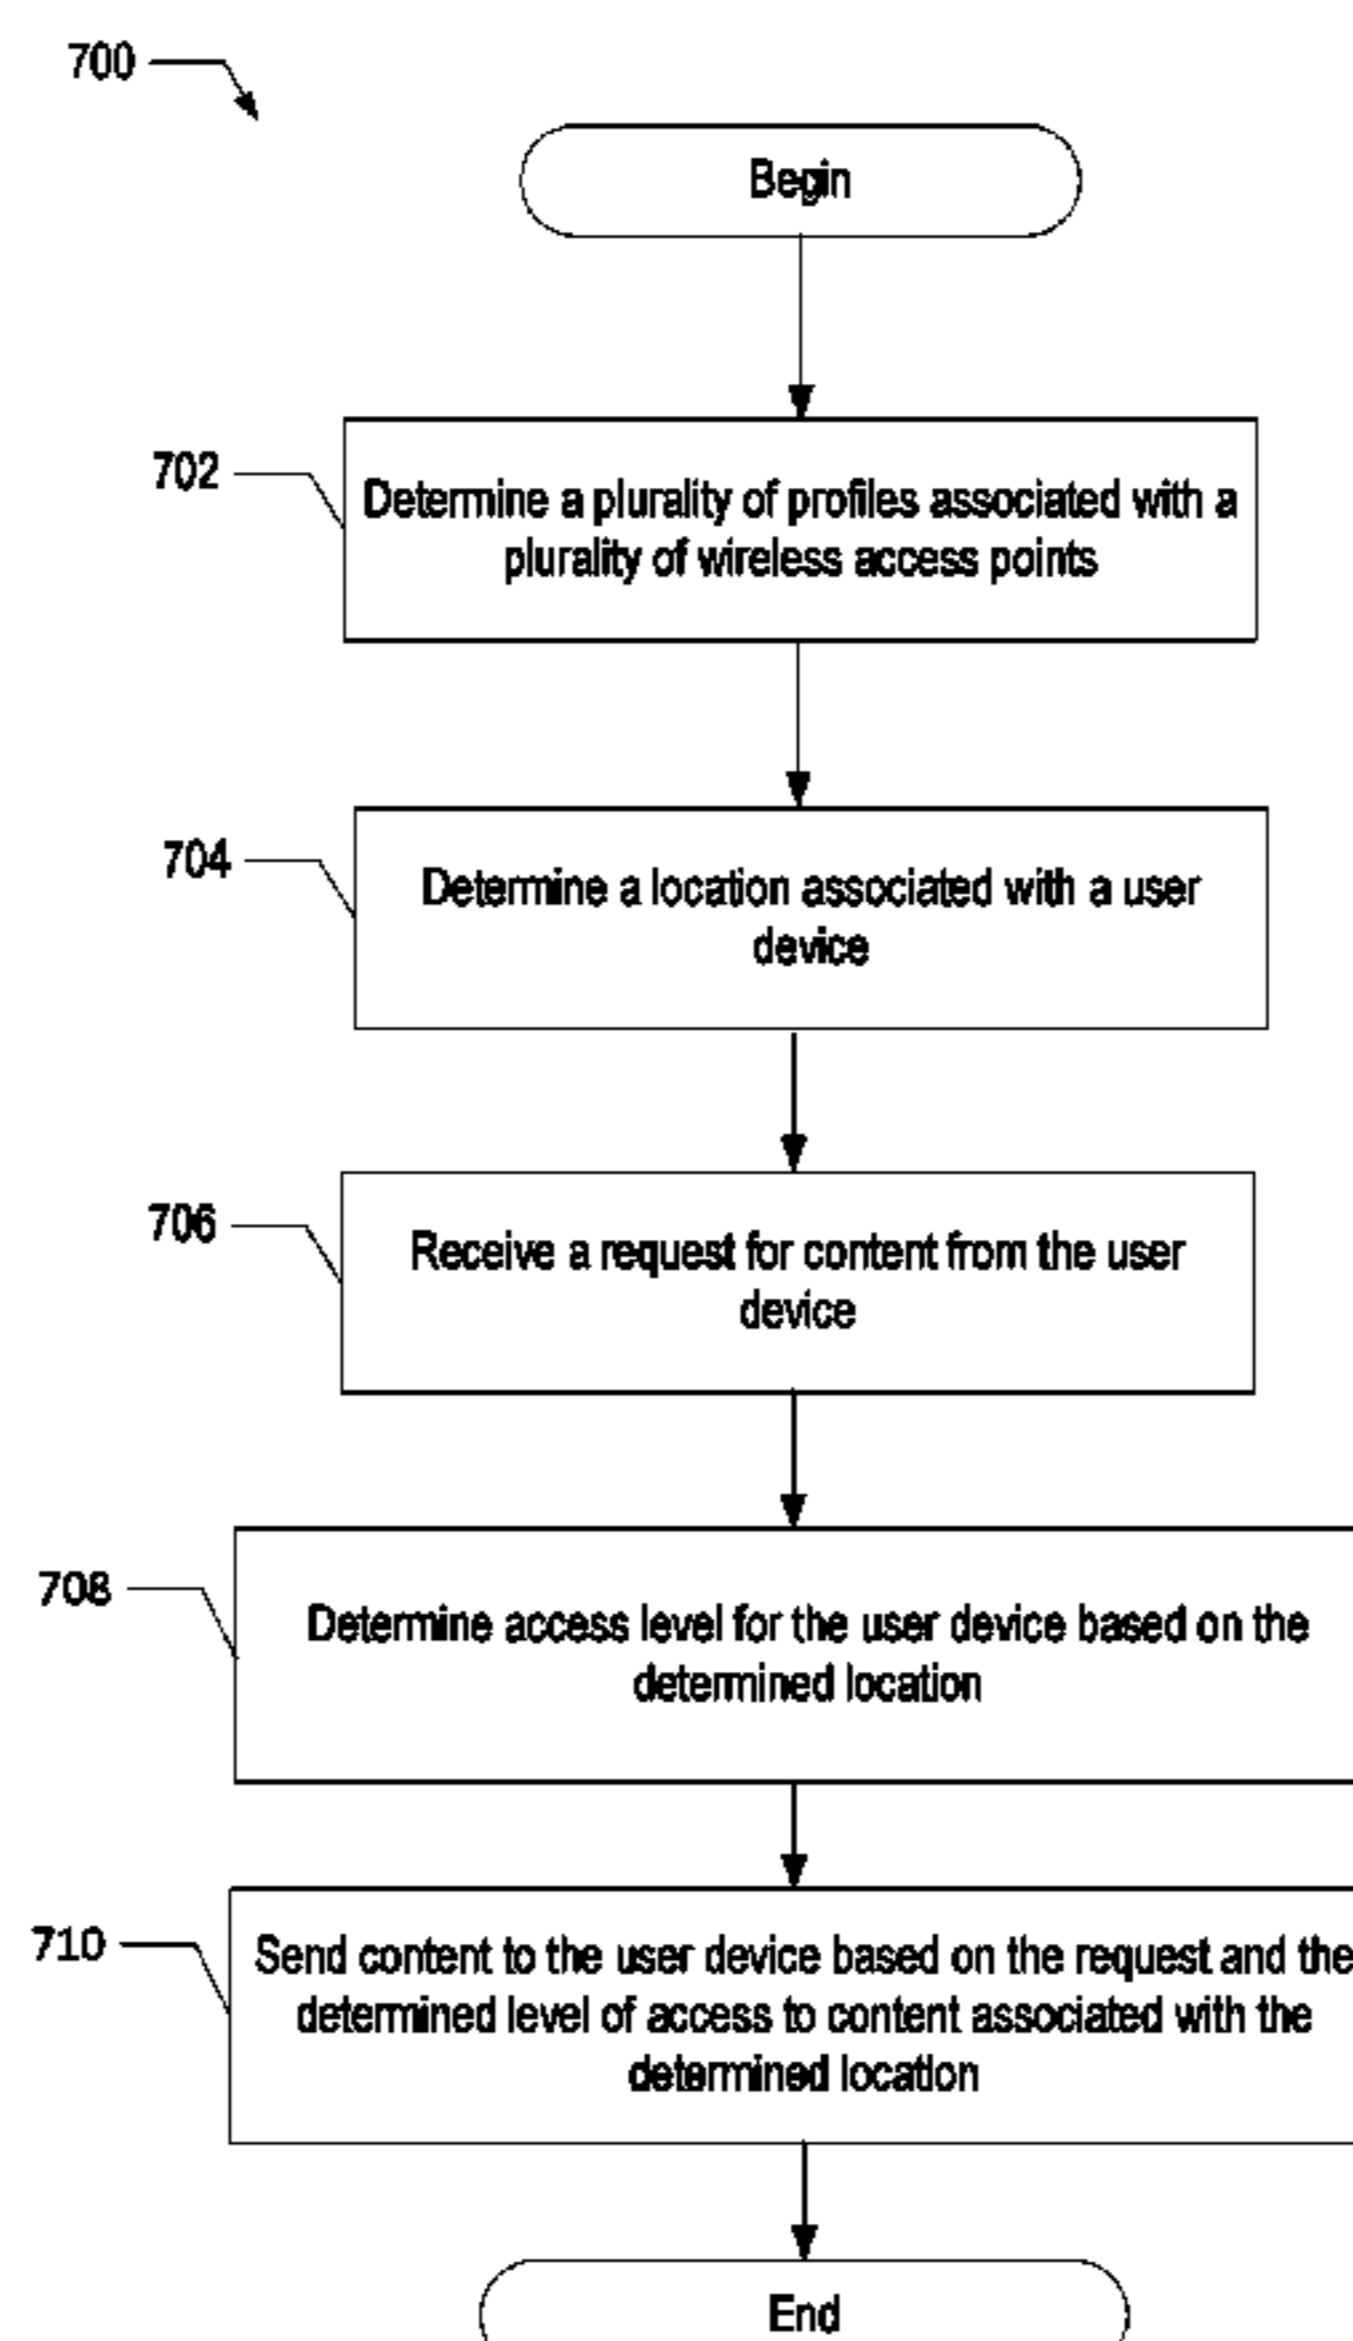 700
Begin
702
Determine a plurality of profiles associated with a
plurality of wireless access points
704
Determine a location associated with a user
device
706
Receive a request for content from the user
device
708
Determine access level for the user device based on the
determined location
710
Send content to the user device based on the request and the
determined level of access to content associated with the
determined location
End